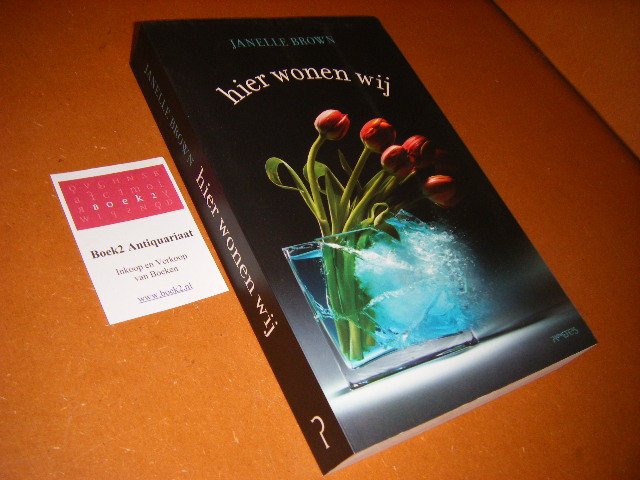 JANELLE BROWN
hier wonen wij
JANELLE BROWN
hier wonen wij
BOEK2
Boek2 Antiquariaat
Inkoop en Verkoop
van Boeken
www.boek2.nl